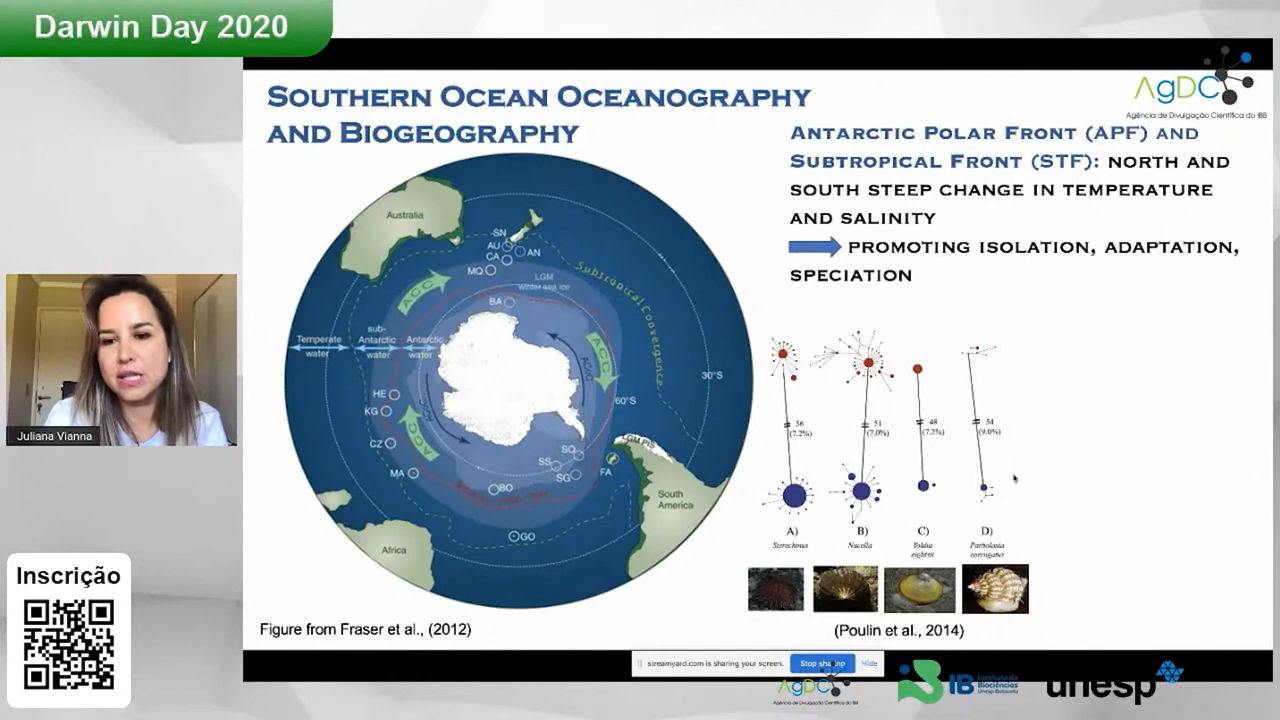 Darwin Day 2020
SOUTHERN OCEAN OCEANOGRAPHY
AND BIOGEOGRAPHY
AgDC
Agência de Divulgação Científica do IBB
ANTARCTIC POLAR FRONT (APF) AND
SUBTROPICAL FRONT (STF): NORTH AND
SOUTH STEEP CHANGE IN TEMPERATURE
AND SALINITY
PROMOTING ISOLATION, ADAPTATION,
SPECIATION
Australia
SN
AU
AN
CA
MQ
LGM
winter sea ice
Subtropical Convergence
ACC
BA
Temperate
water
sub-
Antarctic
water
Antarctic
water
ACC
30°S
60°S
HE
KG
ACC
CZ
MA
SO
SS
SG
FA
BO
GO
South
America
Africa
56
(7.2%)
51
(7.0%)
48
(7.2%)
54
(9.0%)
A)
B)
C)
D)
Sterechinus
Nacella
Yoldia
eightsi
Parbolasia
corrugatus
Figure from Fraser et al., (2012)
(Poulin et al., 2014)
Juliana Vianna
Inscrição
streamyard.com is sharing your screen.
Stop sharing
Hide
AgDC
Agência de Divulgação Científica do IBB
IB
Instituto de
Biociências
Unesp Botucatu
unesp